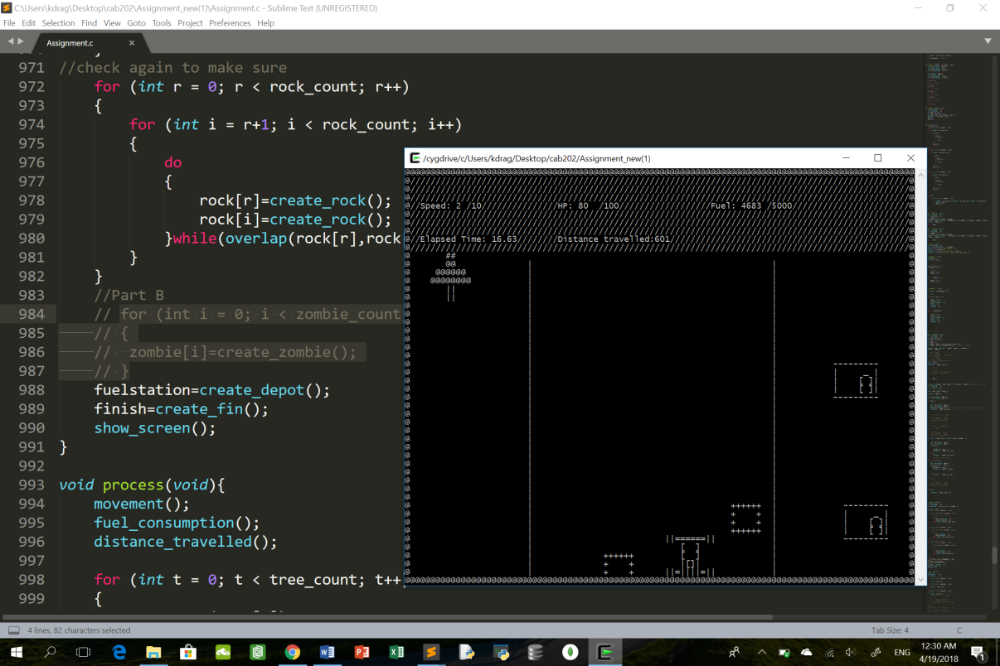 C:\Users\kdrag\Desktop\cab202\Assignment_new(1)\Assignment.c - Sublime Text (UNREGISTERED)
File Edit Selection Find View Goto Tools Project Preferences Help
Assignment.c
971 //check again to make sure
972 for (int r = 0; r < rock_count; r++)
973 {
974 for (int i = r+1; i < rock_count; i++)
975 {
976 do
977 {
978 rock[r]=create_rock();
979 rock[i]=create_rock();
980 }while(overlap(rock[r],rock
981 }
982 }
983 //Part B
984 // for (int i = 0; i < zombie_count
985 // {
986 // zombie[i]=create_zombie();
987 // }
988 fuelstation=create_depot();
989 finish=create_fin();
990 show_screen();
991 }
992
993 void process(void){
994 movement();
995 fuel_consumption();
996 distance_travelled();
997
998 for (int t = 0; t < tree_count; t++
999 {
/cygdrive/c/Users/kdrag/Desktop/cab202/Assignment_new(1)
Speed: 2 /10 HP: 80 /100 Fuel: 4683 /5000
Elapsed Time: 16.63 Distance travelled:601
4 lines, 82 characters selected
Tab Size: 4 C
ENG
12:30 AM
4/19/2018
1